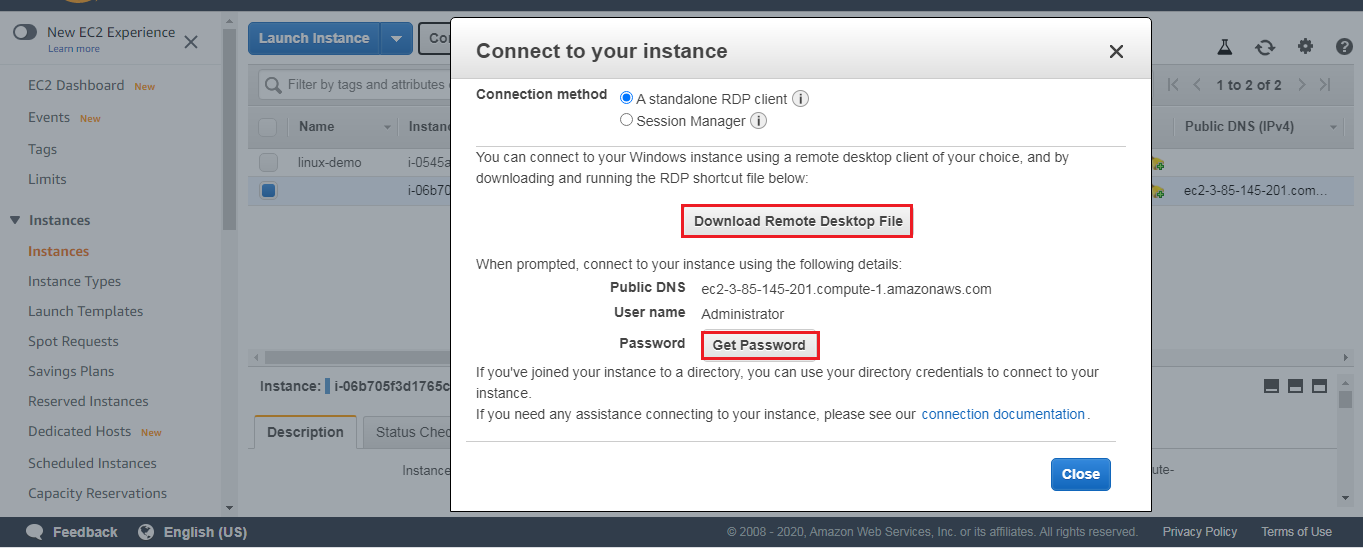 New EC2 Experience
Learn more
EC2 Dashboard New
Events New
Tags
Limits
Instances
Instances
Instance Types
Launch Templates
Spot Requests
Savings Plans
Reserved Instances
Dedicated Hosts New
Scheduled Instances
Capacity Reservations
Launch Instance
Filter by tags and attributes
1 to 2 of 2
Name
Public DNS (IPv4)
linux-demo i-0545a
i-06b70 ec2-3-85-145-201.com...
Connect to your instance
Connection method A standalone RDP client
Session Manager
You can connect to your Windows instance using a remote desktop client of your choice, and by
downloading and running the RDP shortcut file below:
Download Remote Desktop File
When prompted, connect to your instance using the following details:
Public DNS ec2-3-85-145-201.compute-1.amazonaws.com
User name Administrator
Password Get Password
If you've joined your instance to a directory, you can use your directory credentials to connect to your
instance.
If you need any assistance connecting to your instance, please see our connection documentation.
Close
Instance: i-06b705f3d1765c
Description Status Chec
Instance
ute-
Feedback English (US) © 2008 - 2020, Amazon Web Services, Inc. or its affiliates. All rights reserved. Privacy Policy Terms of Use